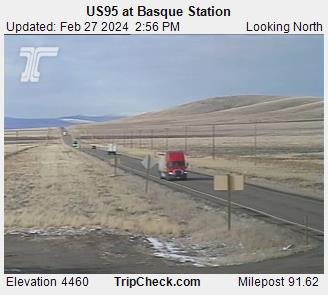 US95 at Basque Station
Updated: Feb 27 2024  2:56 PM Looking North
Elevation 4460 TripCheck.com Milepost 91.62